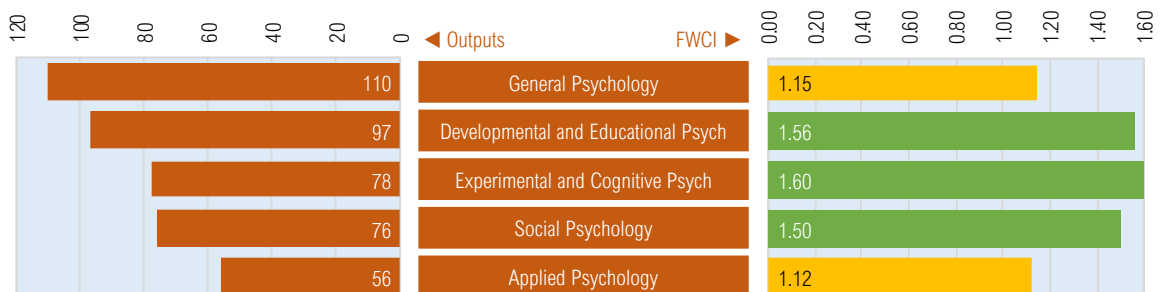 120 100 80 60 40 20 0 ◄ Outputs FWCI ► 0.00 0.20 0.40 0.60 0.80 1.00 1.20 1.40 1.60
110 General Psychology 1.15
97 Developmental and Educational Psych 1.56
78 Experimental and Cognitive Psych 1.60
76 Social Psychology 1.50
56 Applied Psychology 1.12